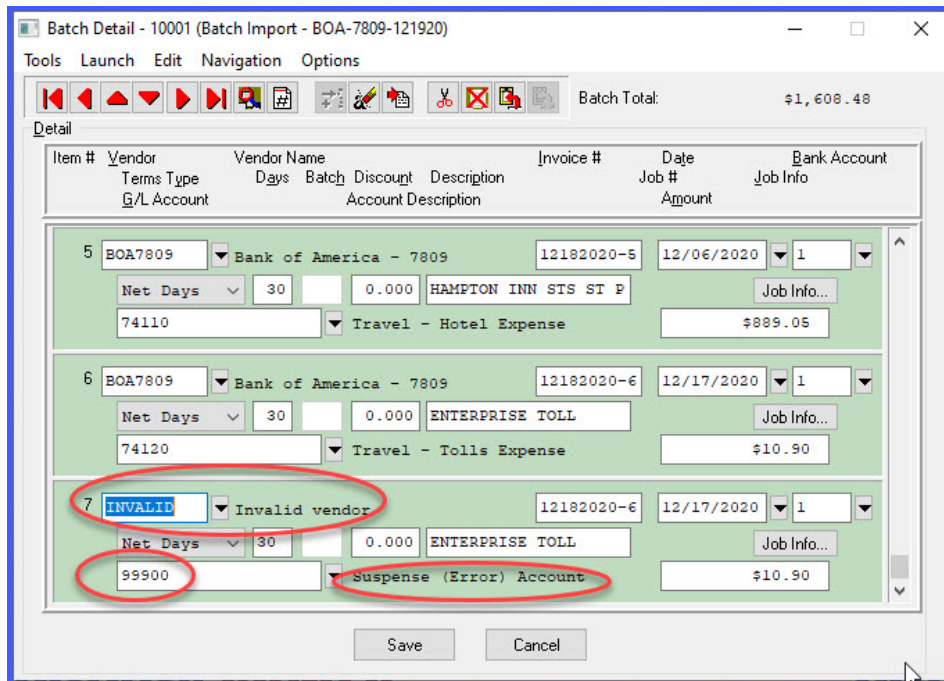 Batch Detail - 10001 (Batch Import - BOA-7809-121920)
Tools Launch Edit Navigation Options
Batch Total: $1,608.48
Detail
Item # Vendor Vendor Name Invoice # Date Bank Account
Terms Type Days Batch Discount Description Job # Job Info
G/L Account Account Description Amount
5 BOA7809 Bank of America - 7809 12182020-5 12/06/2020 1
Net Days 30 0.000 HAMPTON INN STS ST P Job Info...
74110 Travel - Hotel Expense $889.05
6 BOA7809 Bank of America - 7809 12182020-6 12/17/2020 1
Net Days 30 0.000 ENTERPRISE TOLL Job Info...
74120 Travel - Tolls Expense $10.90
7 INVALID Invalid vendor 12182020-6 12/17/2020 1
Net Days 30 0.000 ENTERPRISE TOLL Job Info...
99900 Suspense (Error) Account $10.90
Save Cancel